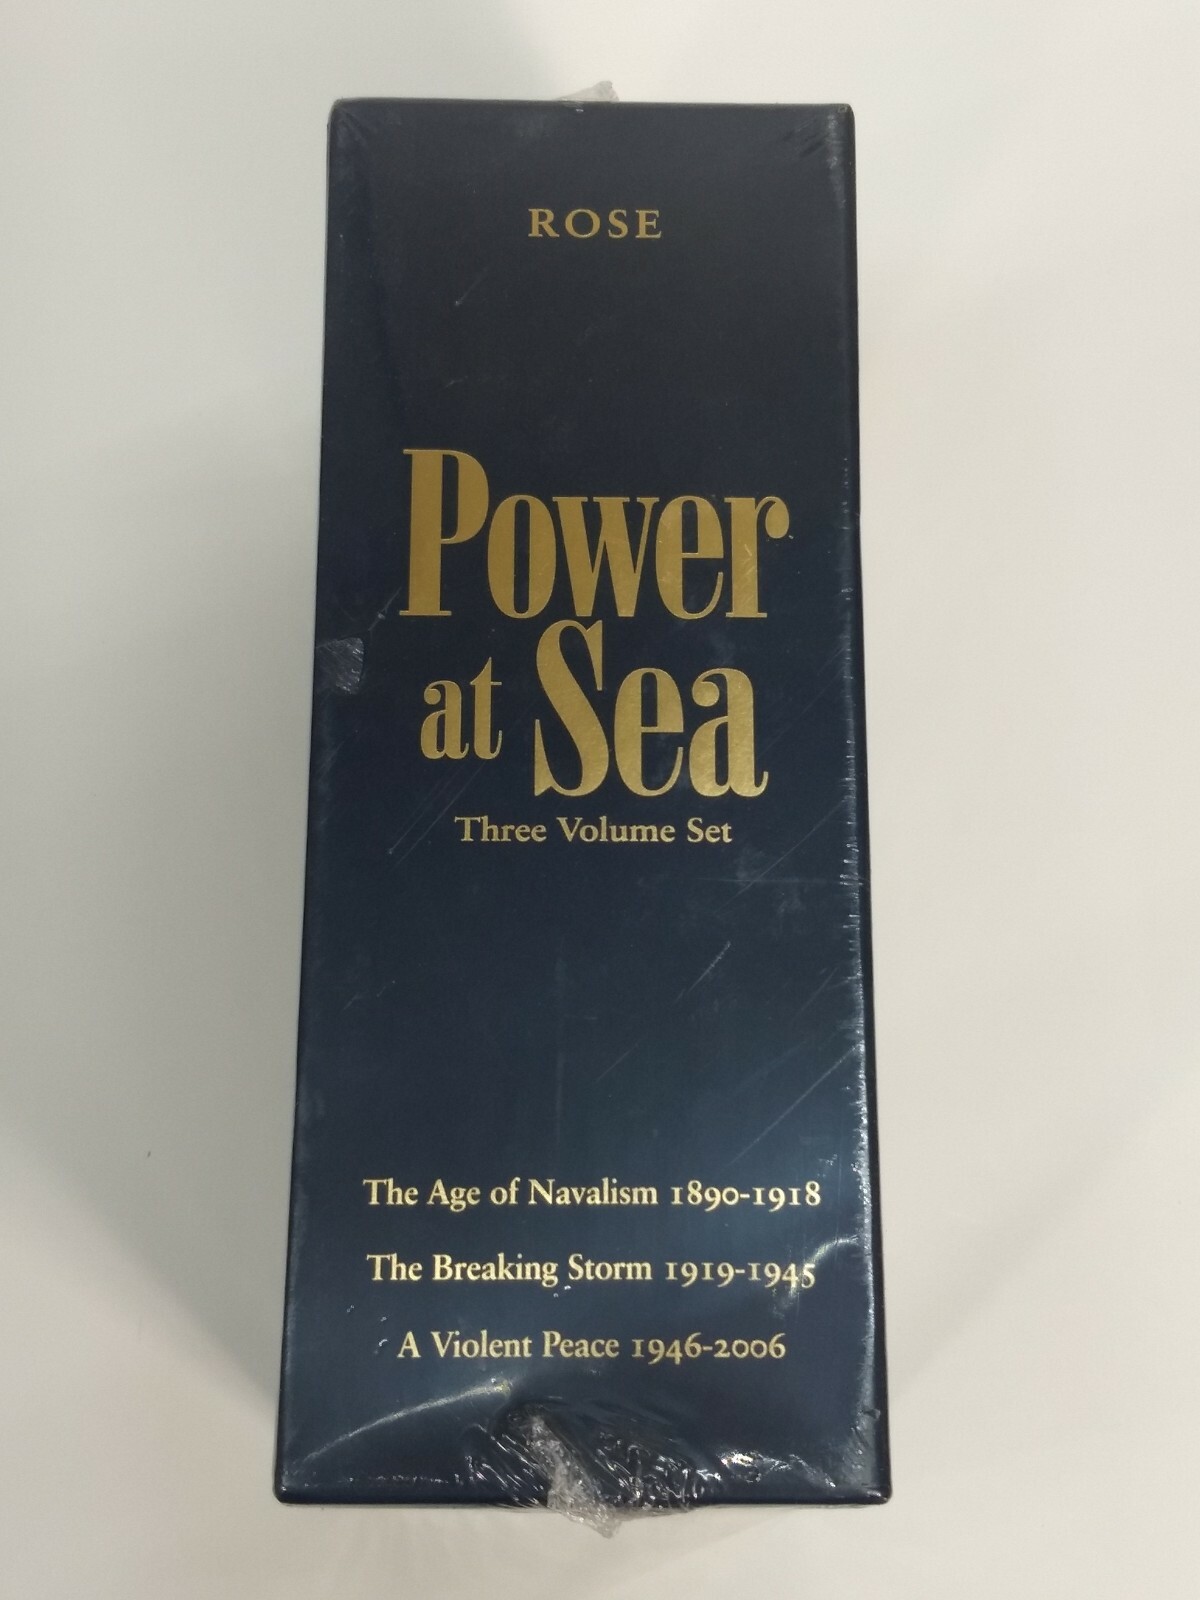 ROSE
Power
at Sea
Three Volume Set
The Age of Navalism 1890-1918
The Breaking Storm 1919-1945
A Violent Peace 1946-2006